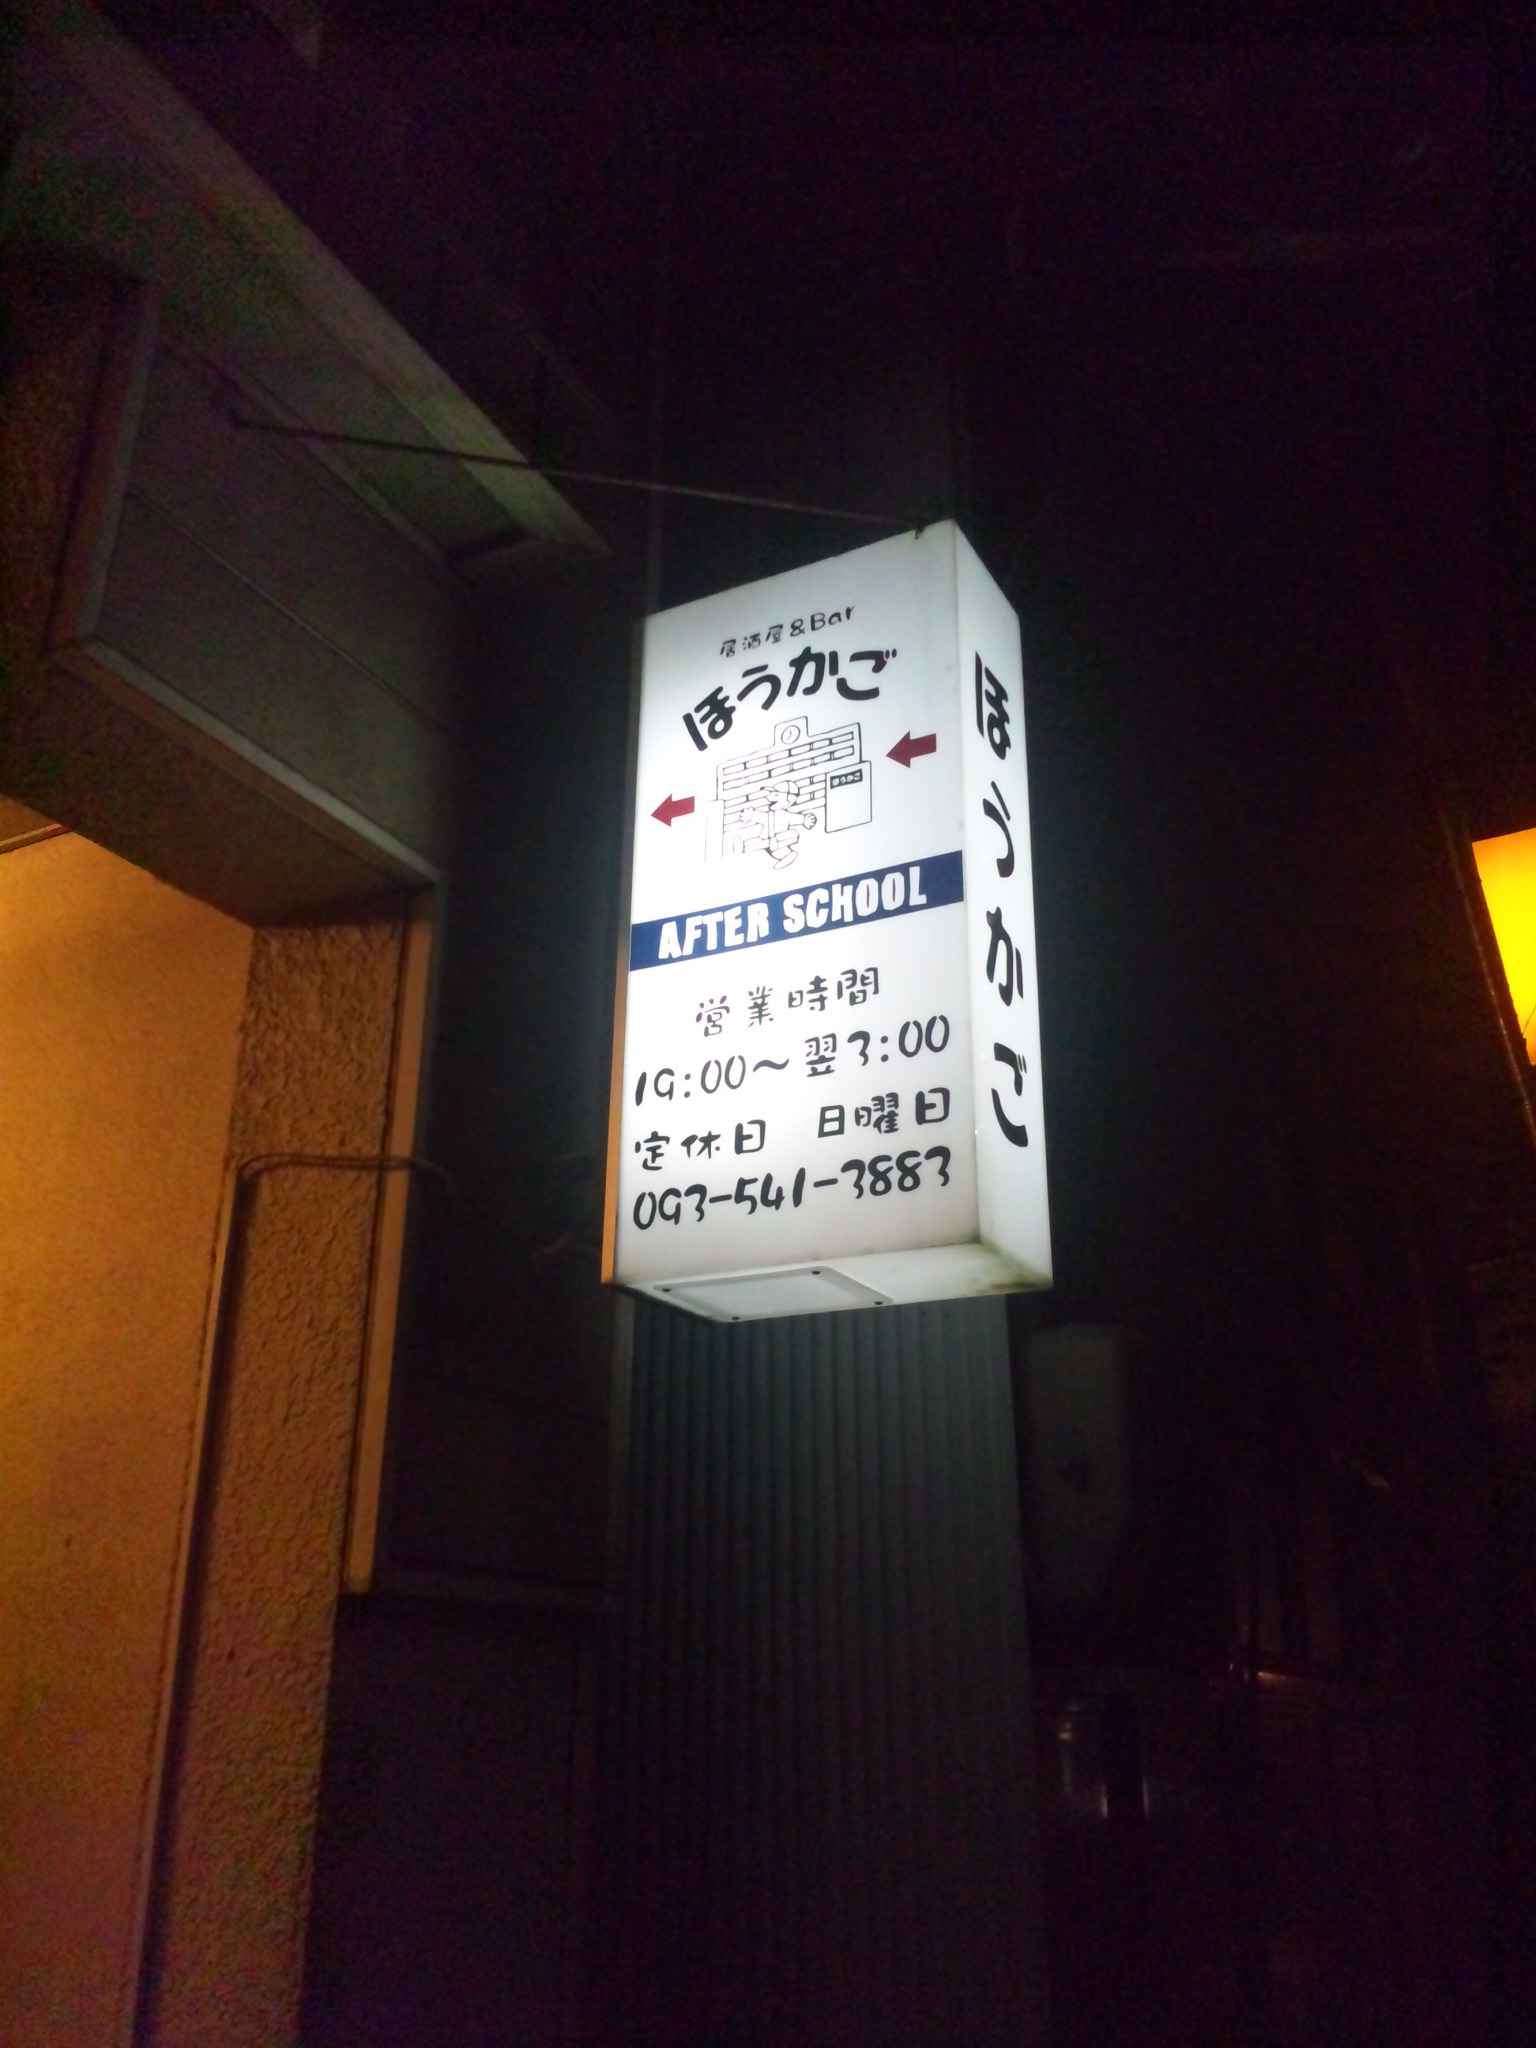 居酒屋&Bar
ほうかご
ほうかご
AFTER SCHOOL
営業時間
19:00～翌3:00
定休日 日曜日
093-541-3883
ほうかご